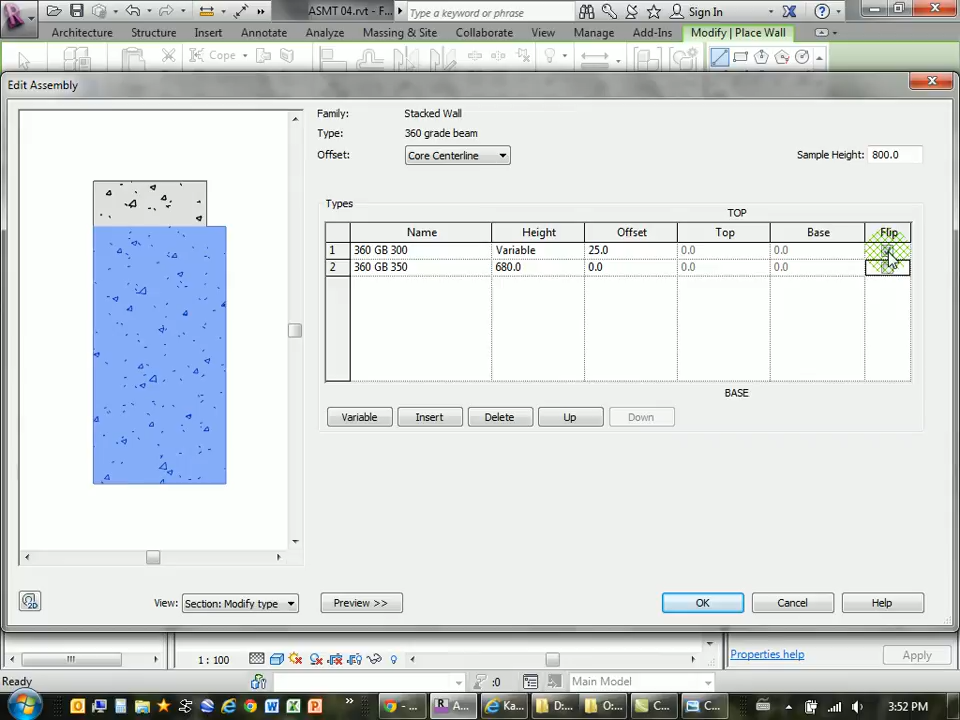 ASMT 04.rvt - F...
Type a keyword or phrase
Sign In
Architecture Structure Insert Annotate Analyze Massing & Site Collaborate View Manage Add-Ins Modify | Place Wall
Cope
Edit Assembly
Family: Stacked Wall
Type: 360 grade beam
Offset: Core Centerline
Sample Height: 800.0
Types
TOP
Name Height Offset Top Base Flip
1 360 GB 300 Variable 25.0 0.0 0.0
2 360 GB 350 680.0 0.0 0.0 0.0
BASE
Variable Insert Delete Up Down
View: Section: Modify type Preview >> OK Cancel Help
1 : 100
Properties help Apply
Ready :0 Main Model
A... Ka... D:... O:... C... C... 3:52 PM